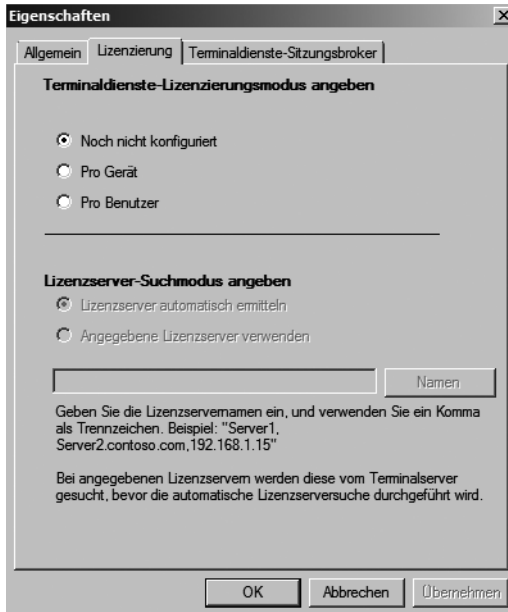 Eigenschaften
Allgemein Lizenzierung Terminaldienste-Sitzungsbroker
Terminaldienste-Lizenzierungsmodus angeben
Noch nicht konfiguriert
Pro Gerät
Pro Benutzer
Lizenzserver-Suchmodus angeben
Lizenzserver automatisch ermitteln
Angegebene Lizenzserver verwenden
Namen
Geben Sie die Lizenzservernamen ein, und verwenden Sie ein Komma
als Trennzeichen. Beispiel: "Server1,
Server2.contoso.com,192.168.1.15"
Bei angegebenen Lizenzservern werden diese vom Terminalserver
gesucht, bevor die automatische Lizenzserversuche durchgeführt wird.
OK Abbrechen Übernehmen